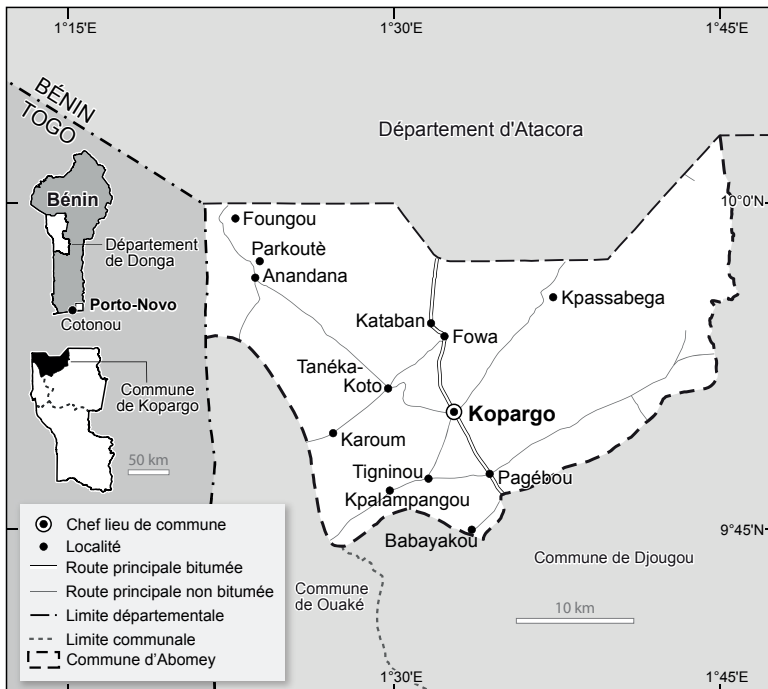 1°15'E
1°30'E
1°45'E
BÉNIN
TOGO
Département d'Atacora
10°0'N
Bénin
Département
de Donga
Porto-Novo
Cotonou
Commune
de Kopargo
50 km
Foungou
Parkoutè
Anandana
Kpassabega
Kataban
Fowa
Tanéka-
Koto
Kopargo
Karoum
Tigninou
Pagébou
Kpalampangou
Babayakou
9°45'N
Commune de Djougou
Commune
de Ouaké
10 km
Chef lieu de commune
Localité
Route principale bitumée
Route principale non bitumée
Limite départementale
Limite communale
Commune d'Abomey
1°15'E
1°30'E
1°45'E